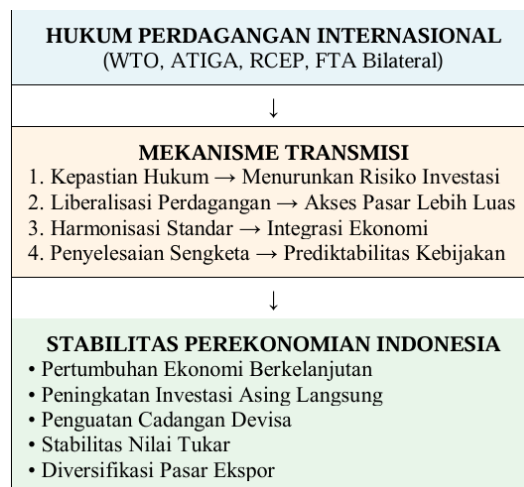 HUKUM PERDAGANGAN INTERNASIONAL
(WTO, ATIGA, RCEP, FTA Bilateral)
↓
MEKANISME TRANSMISI
1. Kepastian Hukum → Menurunkan Risiko Investasi
2. Liberalisasi Perdagangan → Akses Pasar Lebih Luas
3. Harmonisasi Standar → Integrasi Ekonomi
4. Penyelesaian Sengketa → Prediktabilitas Kebijakan
↓
STABILITAS PEREKONOMIAN INDONESIA
• Pertumbuhan Ekonomi Berkelanjutan
• Peningkatan Investasi Asing Langsung
• Penguatan Cadangan Devisa
• Stabilitas Nilai Tukar
• Diversifikasi Pasar Ekspor